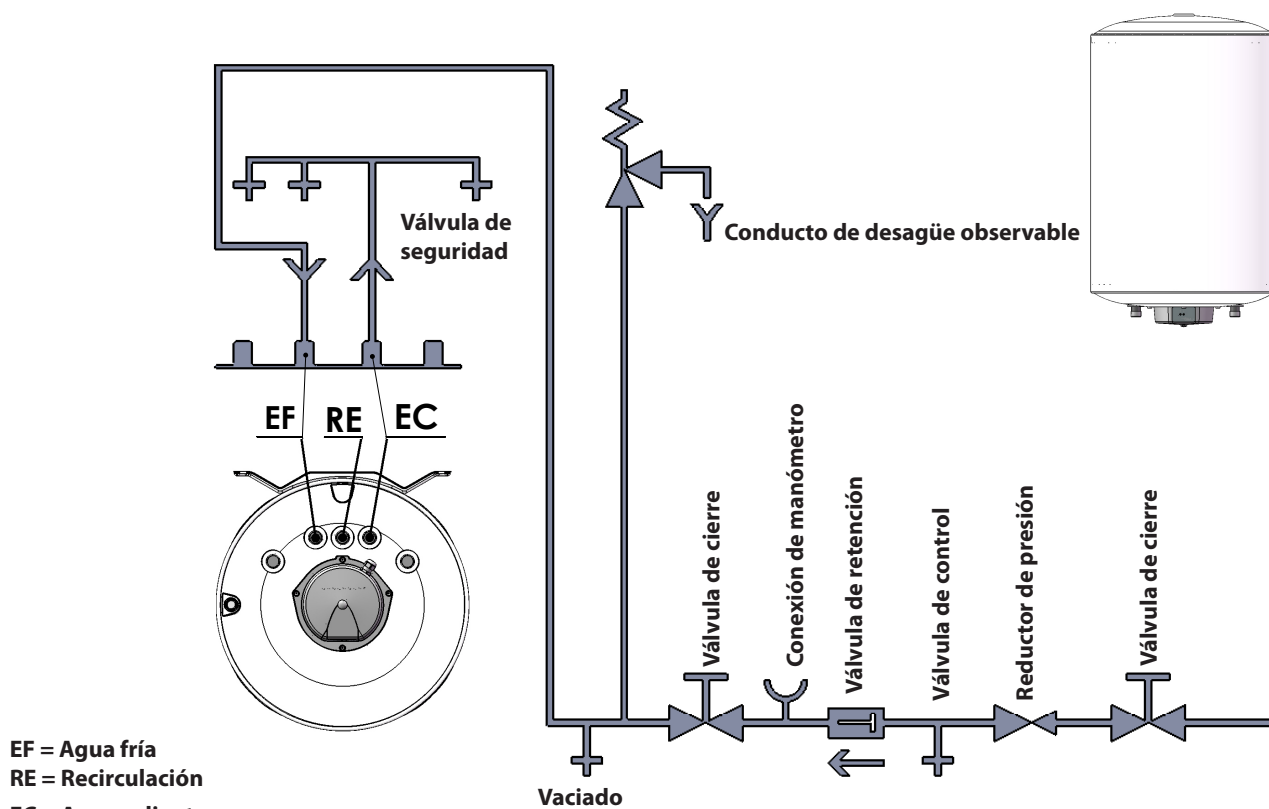 Válvula de
seguridad
Conducto de desagüe observable
EF RE EC
Válvula de cierre
Conexión de manómetro
Válvula de retención
Válvula de control
Reductor de presión
Válvula de cierre
Vaciado
EF = Agua fría
RE = Recirculación